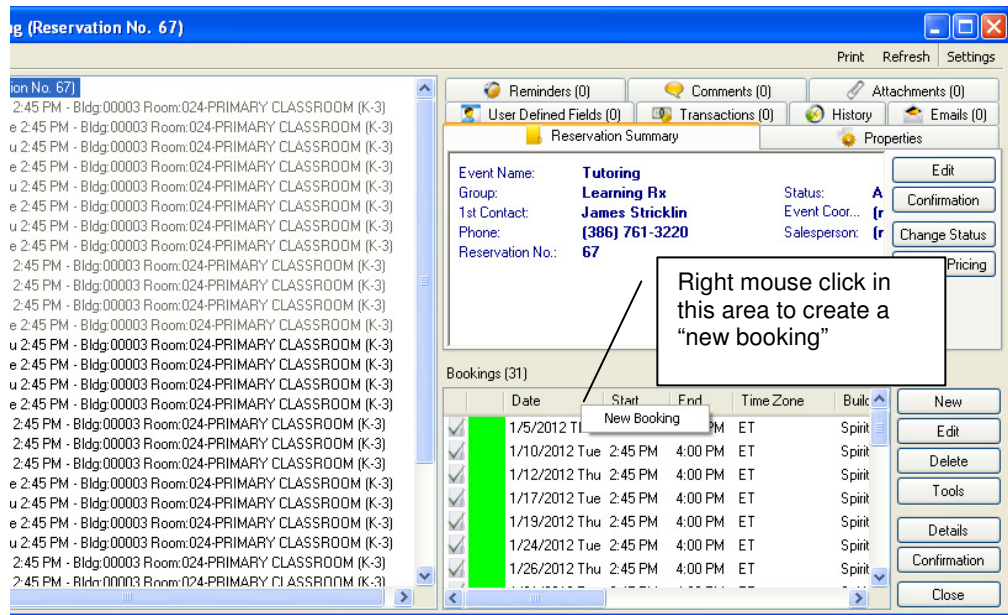 ng (Reservation No. 67)
Print Refresh Settings
ion No. 67)
2:45 PM - Bldg:00003 Room:024-PRIMARY CLASSROOM (K-3)
e 2:45 PM - Bldg:00003 Room:024-PRIMARY CLASSROOM (K-3)
u 2:45 PM - Bldg:00003 Room:024-PRIMARY CLASSROOM (K-3)
e 2:45 PM - Bldg:00003 Room:024-PRIMARY CLASSROOM (K-3)
u 2:45 PM - Bldg:00003 Room:024-PRIMARY CLASSROOM (K-3)
e 2:45 PM - Bldg:00003 Room:024-PRIMARY CLASSROOM (K-3)
u 2:45 PM - Bldg:00003 Room:024-PRIMARY CLASSROOM (K-3)
e 2:45 PM - Bldg:00003 Room:024-PRIMARY CLASSROOM (K-3)
2:45 PM - Bldg:00003 Room:024-PRIMARY CLASSROOM (K-3)
2:45 PM - Bldg:00003 Room:024-PRIMARY CLASSROOM (K-3)
2:45 PM - Bldg:00003 Room:024-PRIMARY CLASSROOM (K-3)
e 2:45 PM - Bldg:00003 Room:024-PRIMARY CLASSROOM (K-3)
u 2:45 PM - Bldg:00003 Room:024-PRIMARY CLASSROOM (K-3)
e 2:45 PM - Bldg:00003 Room:024-PRIMARY CLASSROOM (K-3)
u 2:45 PM - Bldg:00003 Room:024-PRIMARY CLASSROOM (K-3)
e 2:45 PM - Bldg:00003 Room:024-PRIMARY CLASSROOM (K-3)
2:45 PM - Bldg:00003 Room:024-PRIMARY CLASSROOM (K-3)
2:45 PM - Bldg:00003 Room:024-PRIMARY CLASSROOM (K-3)
2:45 PM - Bldg:00003 Room:024-PRIMARY CLASSROOM (K-3)
e 2:45 PM - Bldg:00003 Room:024-PRIMARY CLASSROOM (K-3)
u 2:45 PM - Bldg:00003 Room:024-PRIMARY CLASSROOM (K-3)
e 2:45 PM - Bldg:00003 Room:024-PRIMARY CLASSROOM (K-3)
u 2:45 PM - Bldg:00003 Room:024-PRIMARY CLASSROOM (K-3)
2:45 PM - Bldg:00003 Room:024-PRIMARY CLASSROOM (K-3)
2:45 PM - Bldg:00003 Room:024-PRIMARY CLASSROOM (K-3)
Reminders (0) Comments (0) Attachments (0)
User Defined Fields (0) Transactions (0) History Emails (0)
Reservation Summary Properties
Event Name: Tutoring
Group: Learning Rx Status: A
1st Contact: James Stricklin Event Coor... (r
Phone: (386) 761-3220 Salesperson: (r
Reservation No.: 67
Edit
Confirmation
Change Status
Pricing
Right mouse click in
this area to create a
“new booking”
Bookings (31)
Date Start End Time Zone Build
New Booking
1/5/2012 T PM ET Spirit
1/10/2012 Tue 2:45 PM 4:00 PM ET Spirit
1/12/2012 Thu 2:45 PM 4:00 PM ET Spirit
1/17/2012 Tue 2:45 PM 4:00 PM ET Spirit
1/19/2012 Thu 2:45 PM 4:00 PM ET Spirit
1/24/2012 Tue 2:45 PM 4:00 PM ET Spirit
1/26/2012 Thu 2:45 PM 4:00 PM ET Spirit
New
Edit
Delete
Tools
Details
Confirmation
Close